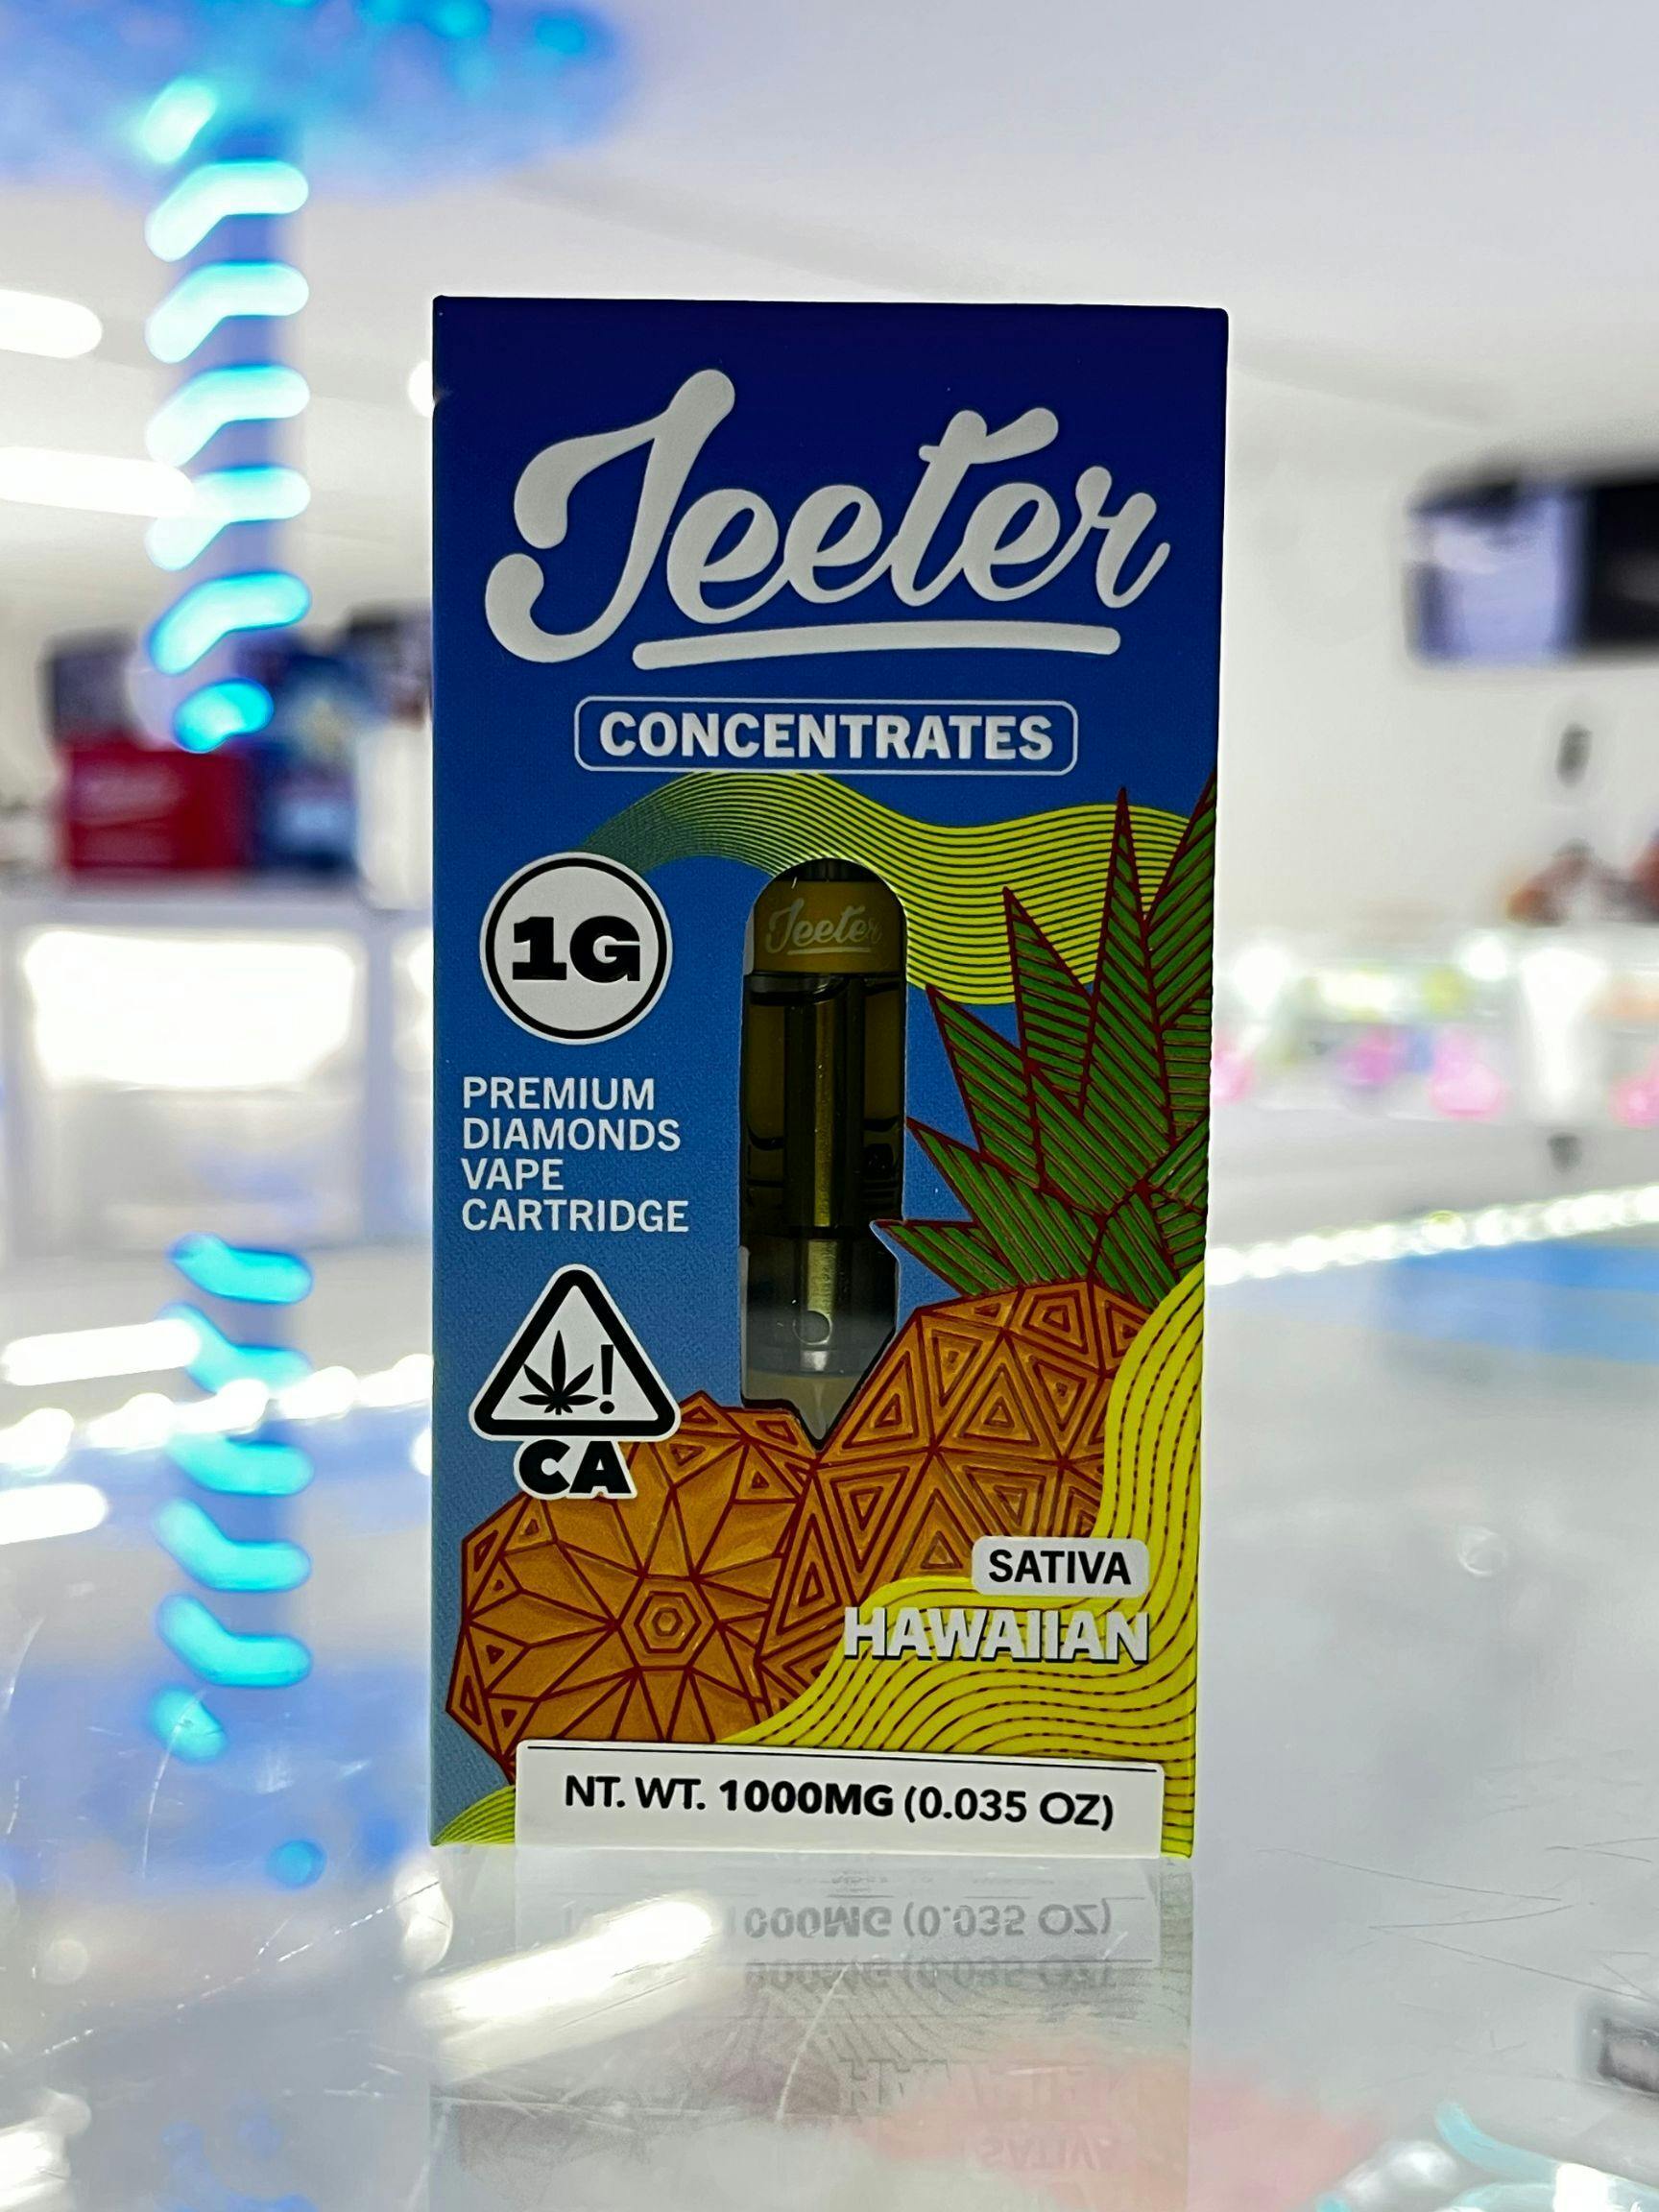 Jeeter
CONCENTRATES
Jeeter
1G
PREMIUM
DIAMONDS
VAPE
CARTRIDGE
CA
SATIVA
HAWAIIAN
NT. WT. 1000MG (0.035 OZ)